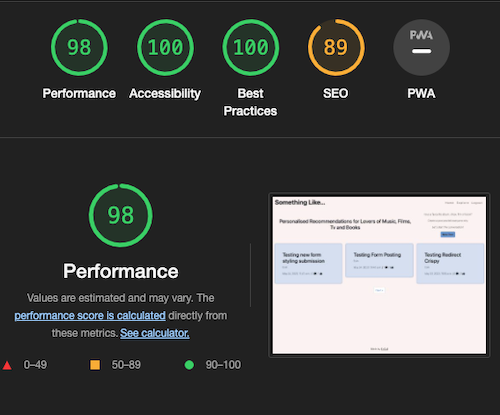 98 100 100 89 PWA
Performance Accessibility Best Practices SEO PWA
98
Performance
Values are estimated and may vary. The
performance score is calculated directly from
these metrics. See calculator.
0–49 50–89 90–100
Something Like...
Personalised Recommendations for Lovers of Music, Films,
Tv and Books
Testing new form
styling submission
Testing Form Posting
Testing Redirect
Crispy